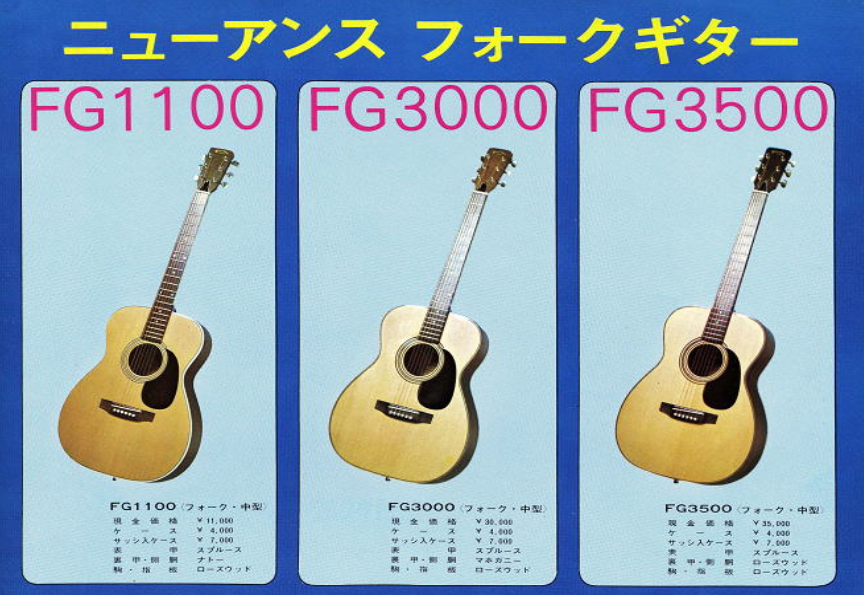 ニューアンス フォークギター
FG1100
FG3000
FG3500
FG1100 (フォーク・中型)
現金価格 ￥11,000
ケース ￥ 4,000
サッシ入ケース ￥ 7,000
表甲 スプルース
裏甲・側胴 ナトー
駒・指板 ローズウッド
FG3000 (フォーク・中型)
現金価格 ￥30,000
ケース ￥ 4,000
サッシ入ケース ￥ 7,000
表甲 スプルース
裏甲・側胴 マホガニー
駒・指板 ローズウッド
FG3500 (フォーク・中型)
現金価格 ￥35,000
ケース ￥ 4,000
サッシ入ケース ￥ 7,000
表甲 スプルース
裏甲・側胴 ローズウッド
駒・指板 ローズウッド